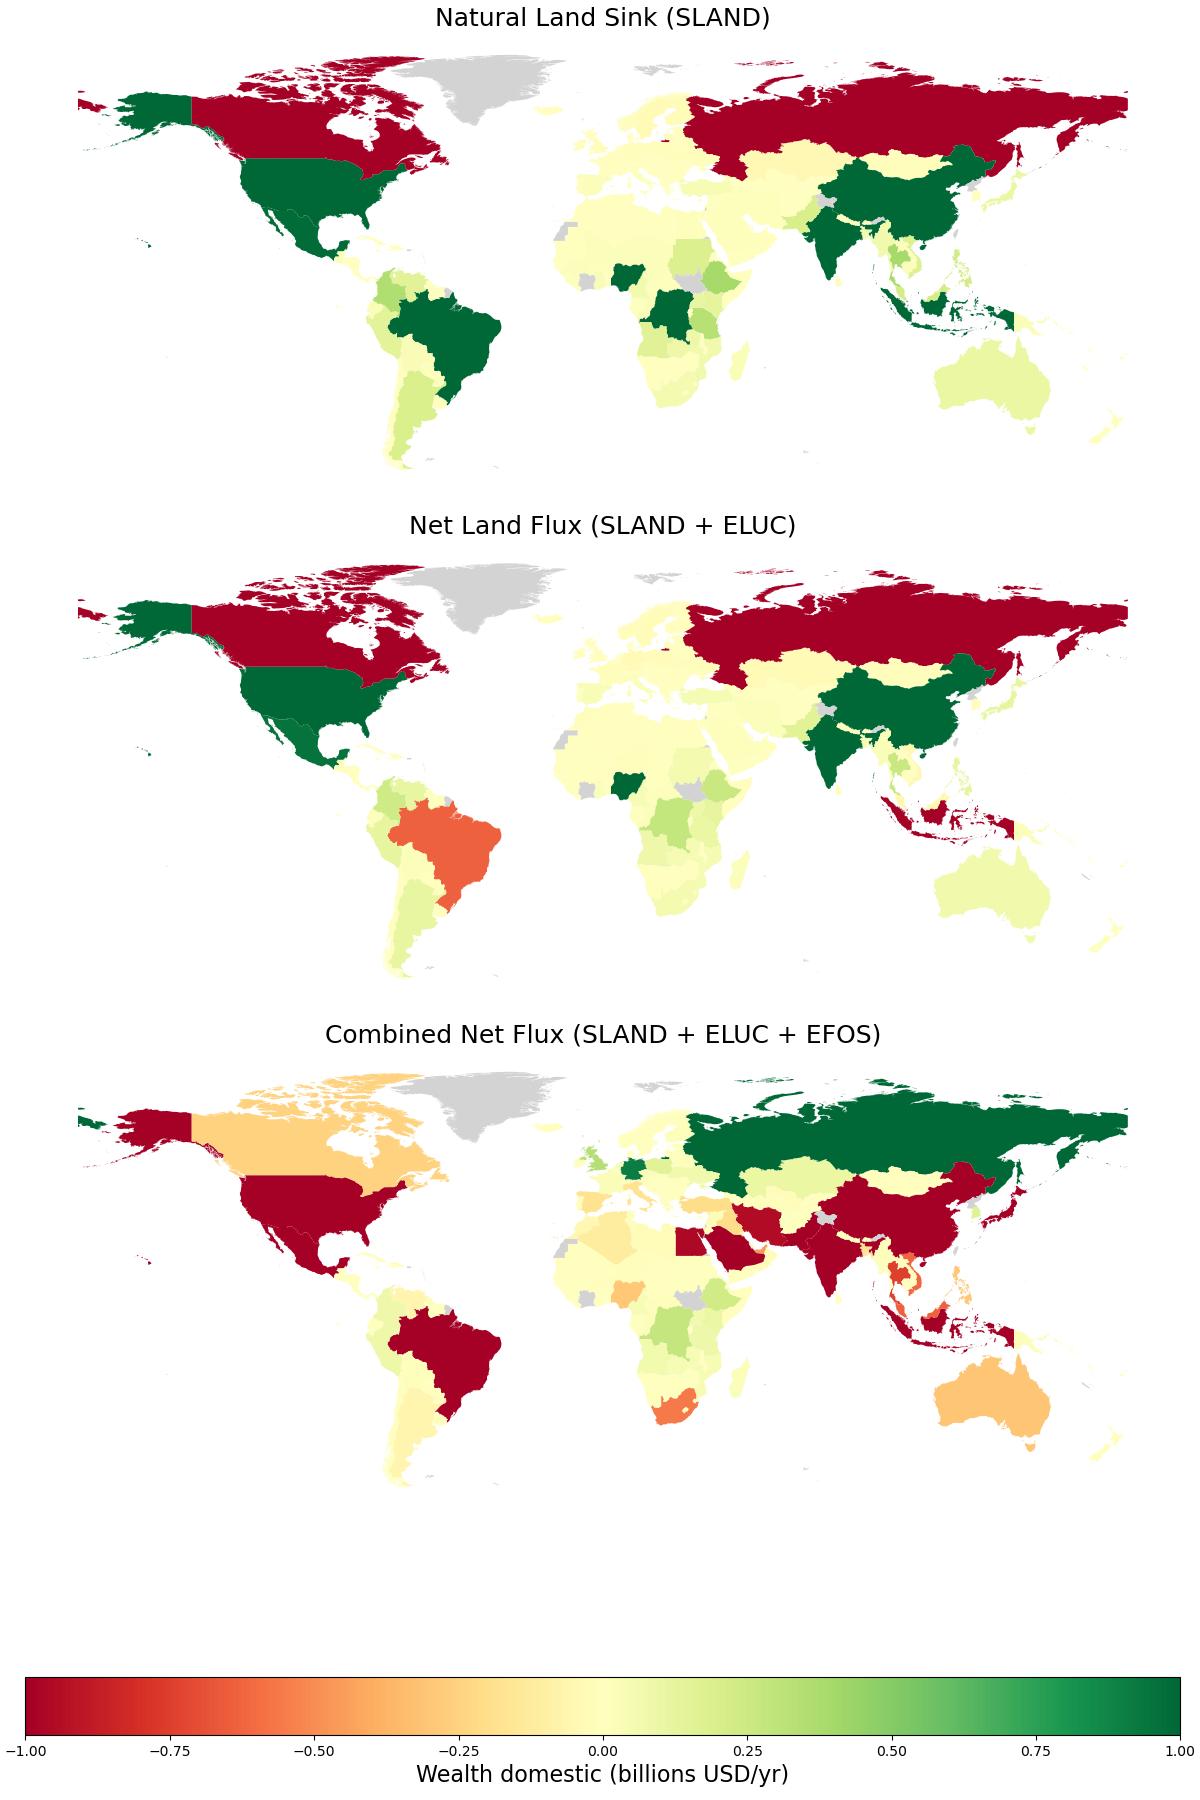 Natural Land Sink (SLAND)
Net Land Flux (SLAND + ELUC)
Combined Net Flux (SLAND + ELUC + EFOS)
−1.00 −0.75 −0.50 −0.25 0.00 0.25 0.50 0.75 1.00
Wealth domestic (billions USD/yr)